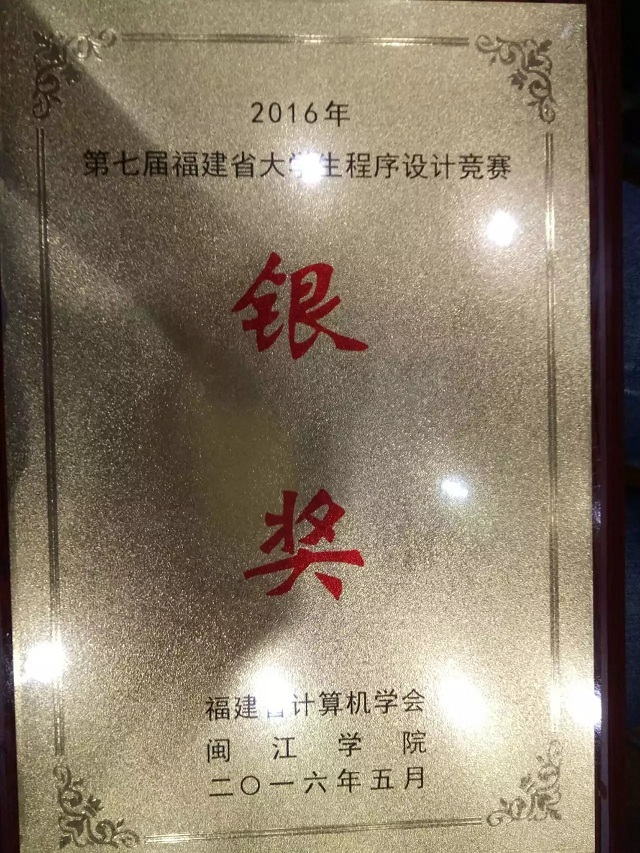 2016年
第七届福建省大学生程序设计竞赛
银
奖
福建省计算机学会
闽江学院
二〇一六年五月